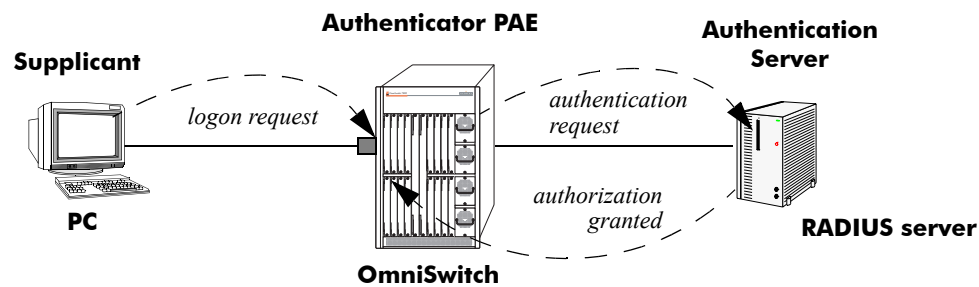 Authenticator PAE
Authentication
Server
Supplicant
logon request
authentication
request
authorization
granted
PC
RADIUS server
OmniSwitch